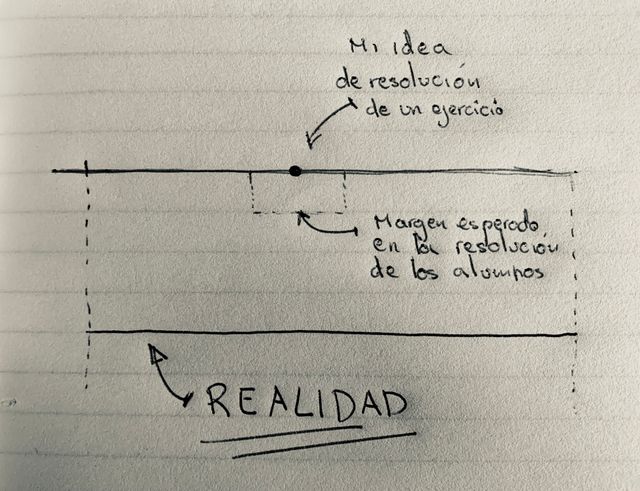 Mi idea
de resolución
de un ejercicio
Margen esperado
en la resolución
de los alumnos
REALIDAD